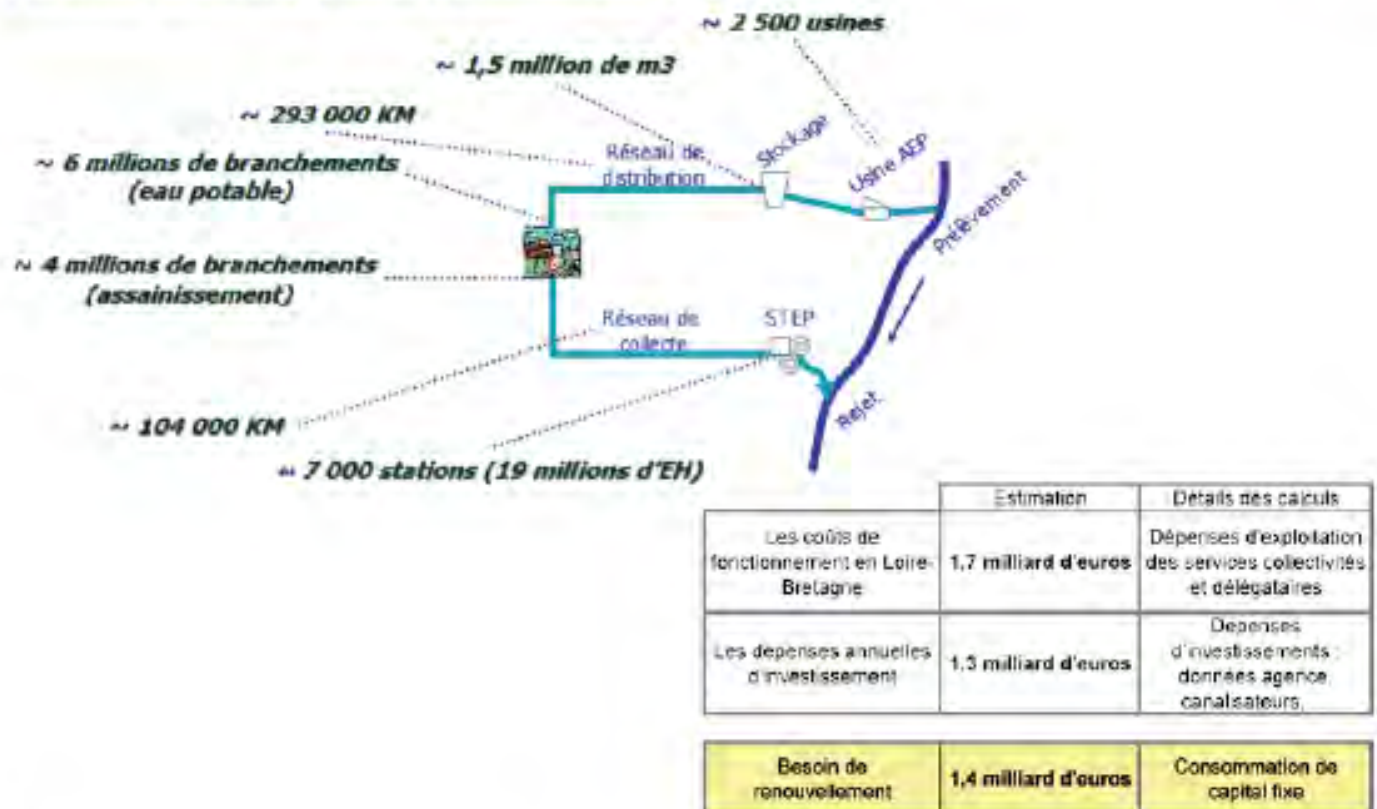 ~ 2 500 usines
~ 1,5 million de m3
~ 293 000 KM
~ 6 millions de branchements
(eau potable)
Réseau de
distribution
Stockage
Usine AEP
Prélèvement
~ 4 millions de branchements
(assainissement)
Réseau de
collecte
STEP
Rejet
~ 104 000 KM
~ 7 000 stations (19 millions d'EH)
Estimation
Détails des calculs
Les coûts de
fonctionnement en Loire-
Bretagne
1,7 milliard d'euros
Dépenses d'exploitation
des services collectivités
et délégataires
Les dépenses annuelles
d'investissement
1,3 milliard d'euros
Dépenses
d'investissements :
données agence,
canalisateurs,
Besoin de
renouvellement
1,4 milliard d'euros
Consommation de
capital fixe